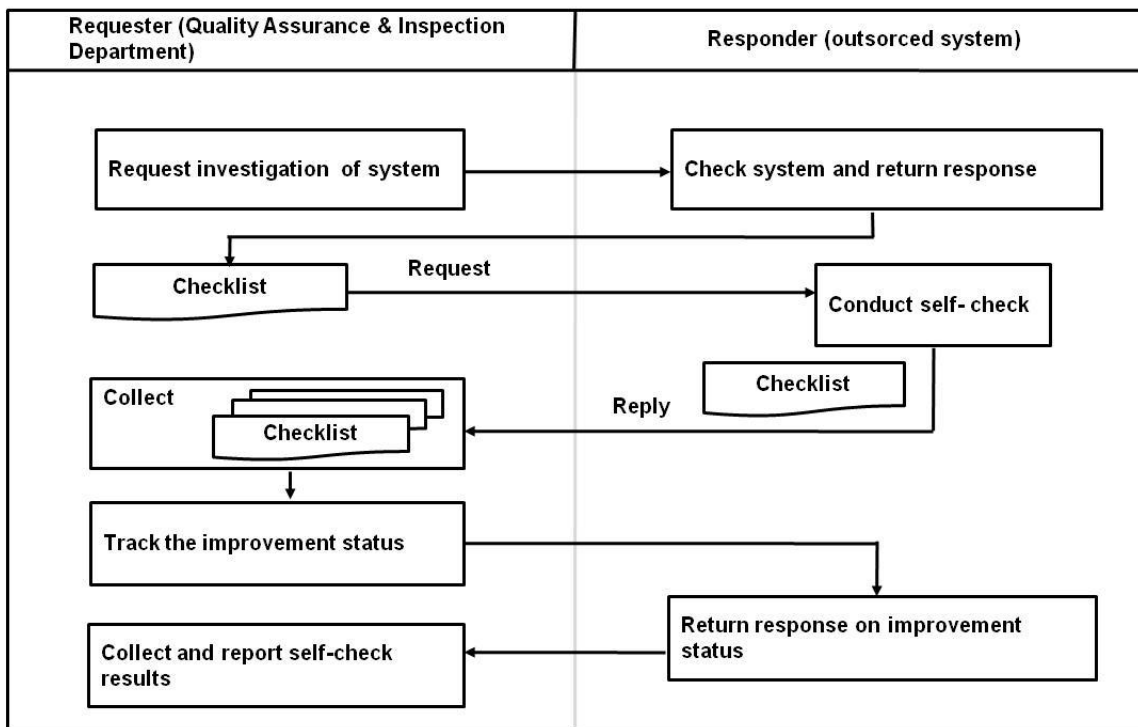 Requester (Quality Assurance & Inspection
Department)
Responder (outsorced system)
Request investigation of system
Check system and return response
Checklist
Request
Conduct self- check
Checklist
Collect
Checklist
Reply
Track the improvement status
Return response on improvement
status
Collect and report self-check
results